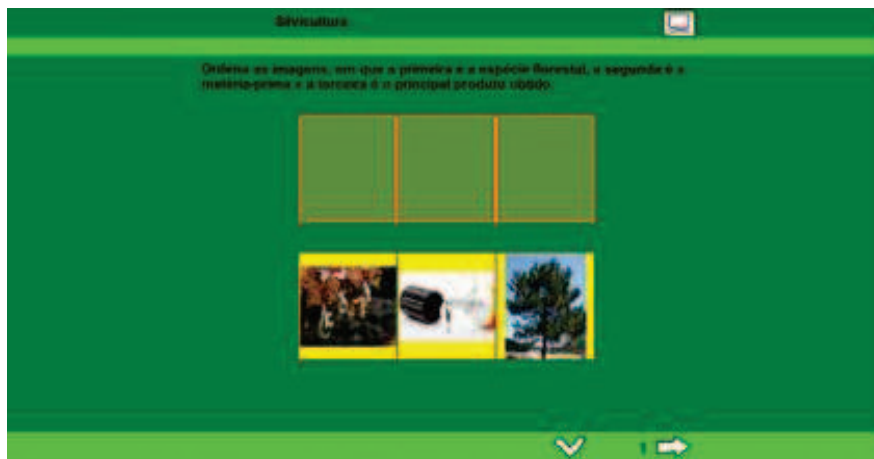 Silvicultura
Ordena as imagens, em que a primeira é a espécie florestal, a segunda é a
matéria-prima e a terceira é o principal produto obtido.
1